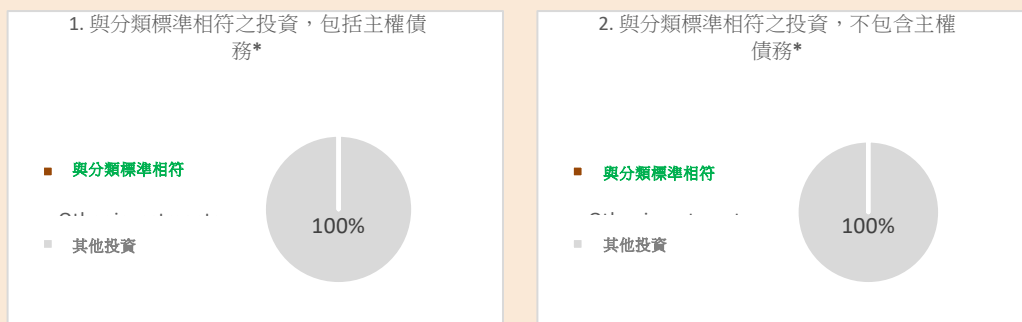 1. 與分類標準相符之投資，包括主權債
務*
與分類標準相符
100%
其他投資
2. 與分類標準相符之投資，不包含主權
債務*
與分類標準相符
100%
其他投資